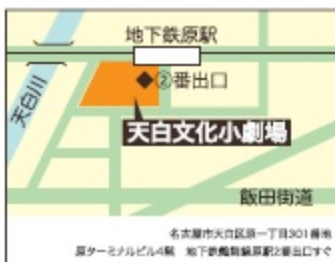 地下鉄原駅
◆②番出口
天白川
天白文化小劇場
飯田街道
名古屋市天白区原一丁目301番地
原ターミナルビル4階 地下鉄鶴舞線原駅2番出口すぐ